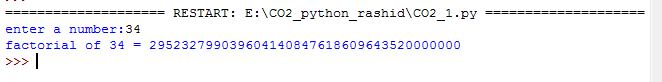 ==================== RESTART: E:\CO2_python_rashid\CO2_1.py ====================
enter a number:34
factorial of 34 = 295232799039604140847618609643520000000
>>>